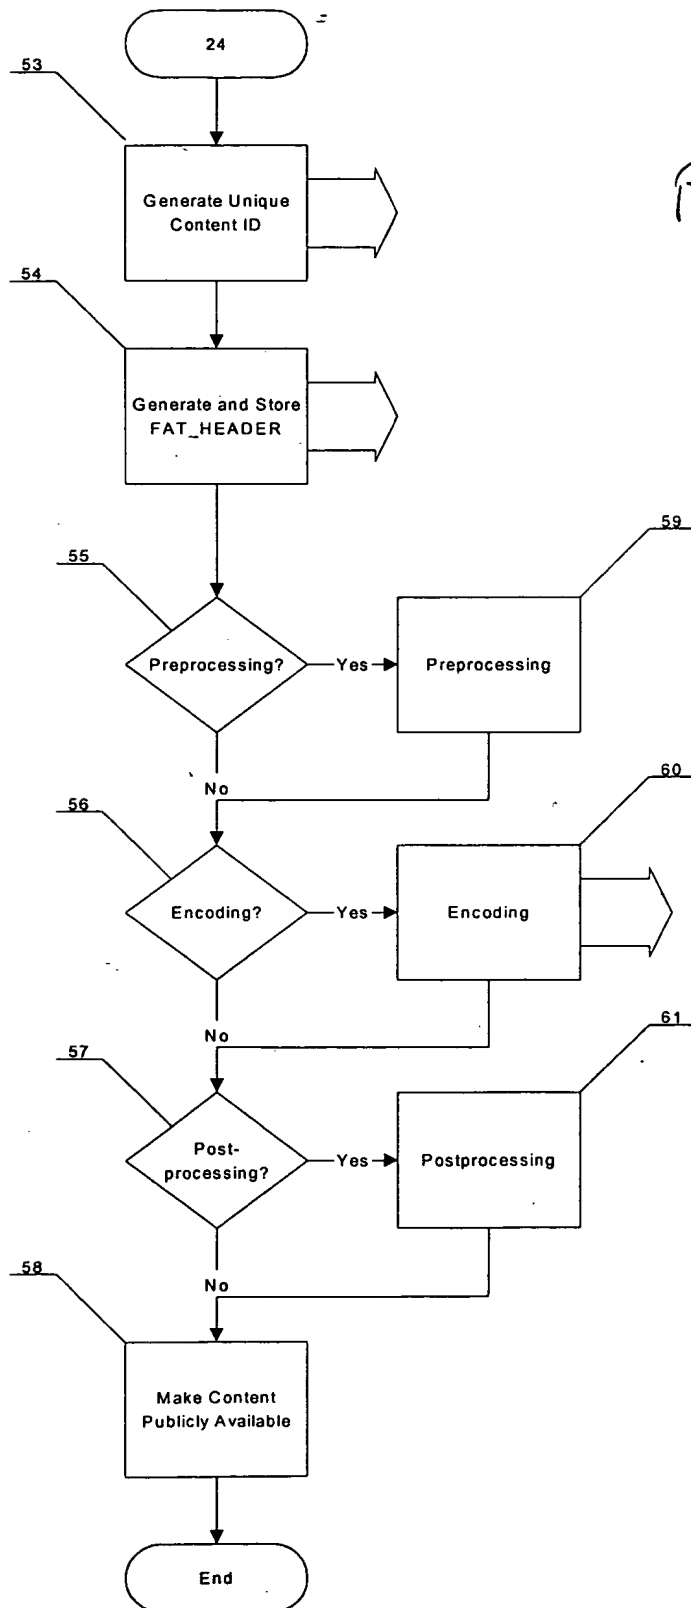 24
53
Generate Unique
Content ID
54
Generate and Store
FAT_HEADER
55
59
Preprocessing?
Yes
Preprocessing
No
56
60
Encoding?
Yes
Encoding
No
57
61
Post-
processing?
Yes
Postprocessing
No
58
Make Content
Publicly Available
End